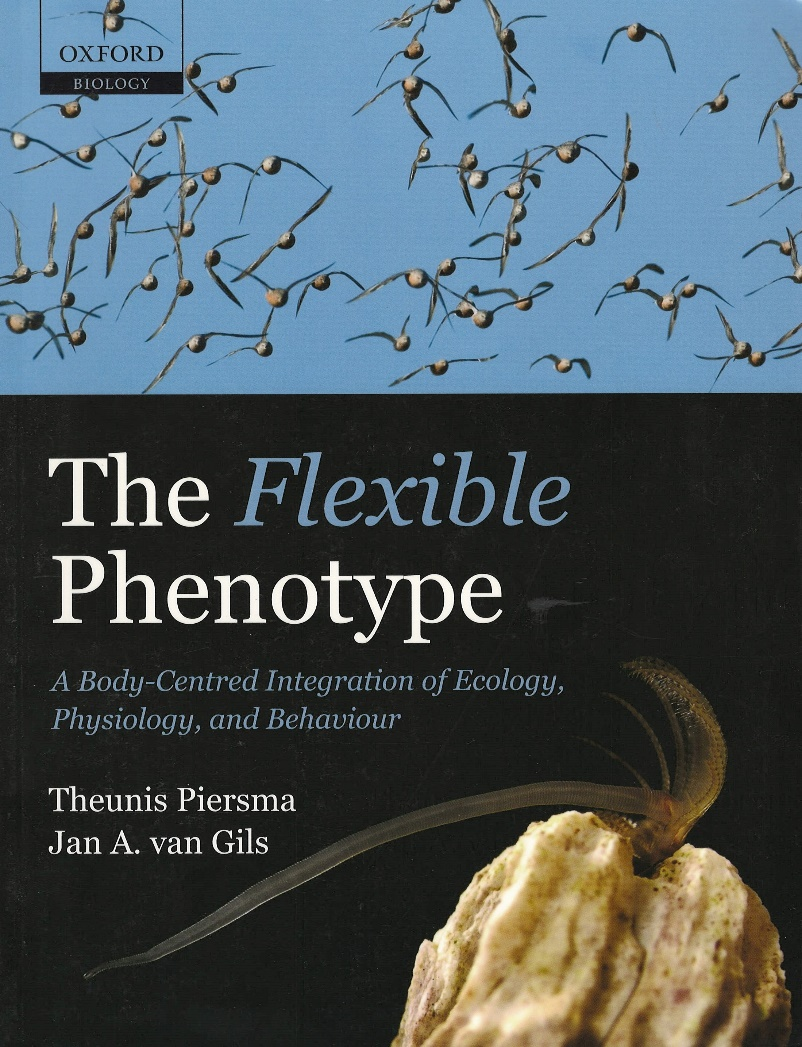 OXFORD
BIOLOGY
The Flexible
Phenotype
A Body-Centred Integration of Ecology,
Physiology, and Behaviour
Theunis Piersma
Jan A. van Gils